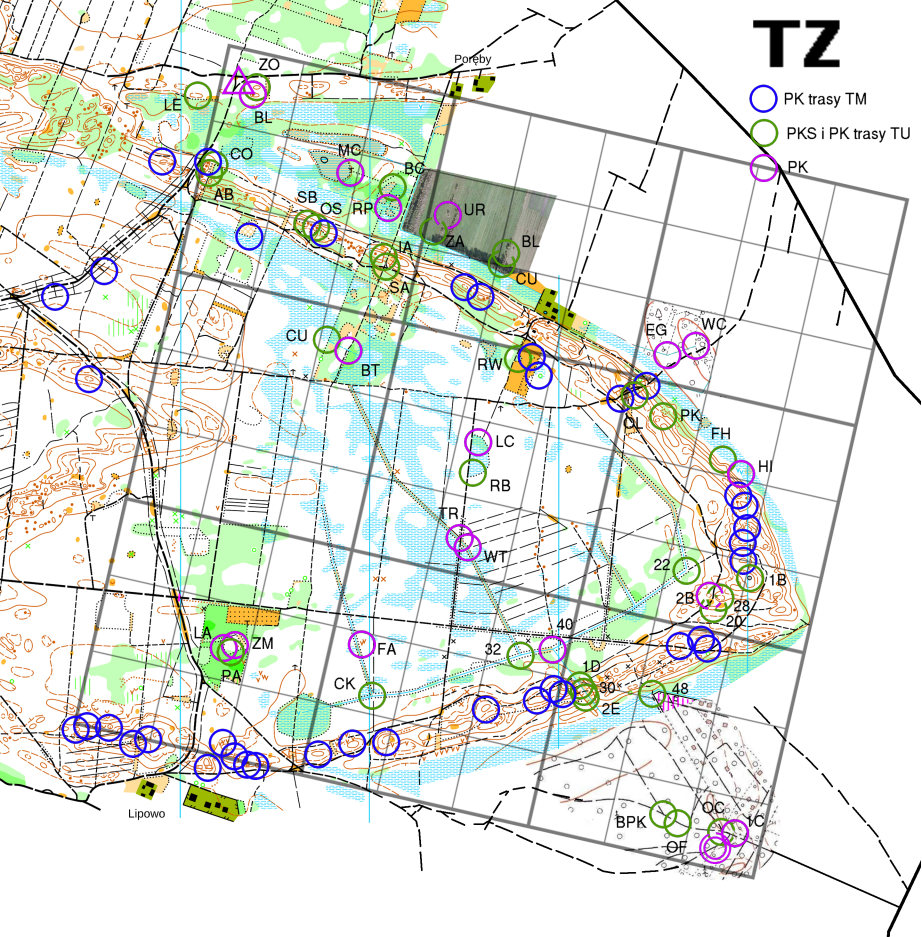 TZ
PK trasy TM
PKS i PK trasy TU
PK
Poręby
ZO
LE
BL
CO
MC
BG
AB
SB
OS
RP
UR
ZA
BL
IA
SA
CU
CU
BT
RW
EG
WC
OL
PK
FH
LC
HI
RB
TR
WT
22
1B
2B
28
20
LA
ZM
PA
FA
40
32
CK
1D
30
2E
48
Lipowo
BPK
OC
1C
OF